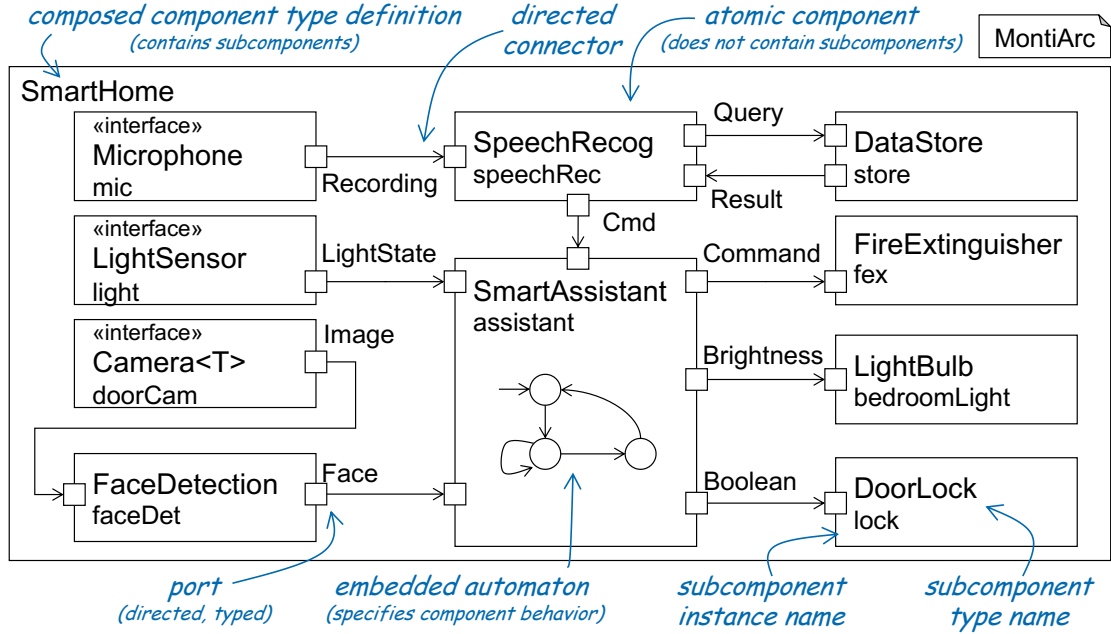 composed component type definition
(contains subcomponents)
directed
connector
atomic component
(does not contain subcomponents)
MontiArc
SmartHome
«interface»
Microphone
mic
Recording
SpeechRecog
speechRec
Query
Result
DataStore
store
Cmd
«interface»
LightSensor
light
LightState
SmartAssistant
assistant
Command
FireExtinguisher
fex
«interface»
Camera<T>
doorCam
Image
Brightness
LightBulb
bedroomLight
FaceDetection
faceDet
Face
Boolean
DoorLock
lock
port
(directed, typed)
embedded automaton
(specifies component behavior)
subcomponent
instance name
subcomponent
type name